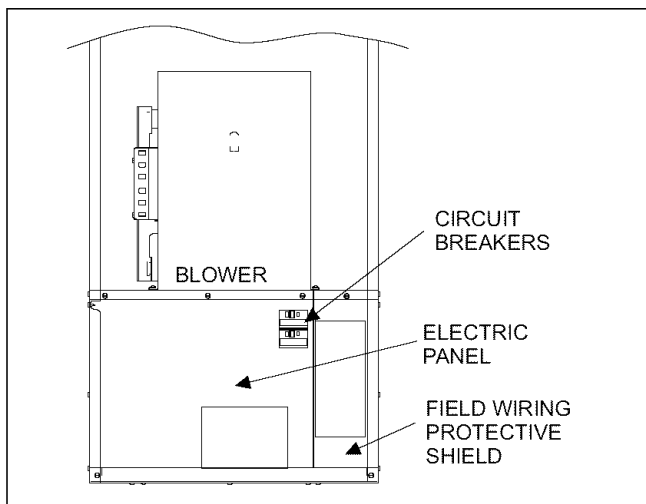 CIRCUIT
BREAKERS
BLOWER
ELECTRIC
PANEL
FIELD WIRING
PROTECTIVE
SHIELD